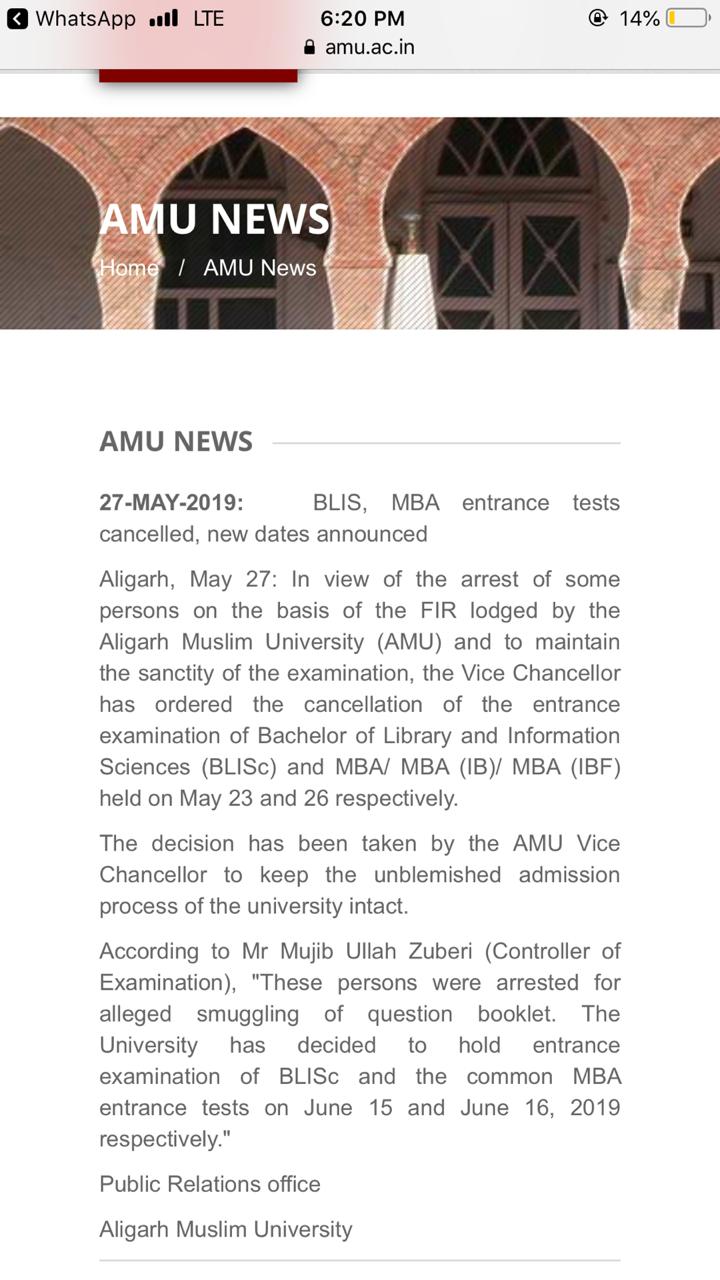 WhatsApp LTE 6:20 PM 14%
amu.ac.in
AMU NEWS
Home / AMU News
AMU NEWS
27-MAY-2019: BLIS, MBA entrance tests
cancelled, new dates announced
Aligarh, May 27: In view of the arrest of some
persons on the basis of the FIR lodged by the
Aligarh Muslim University (AMU) and to maintain
the sanctity of the examination, the Vice Chancellor
has ordered the cancellation of the entrance
examination of Bachelor of Library and Information
Sciences (BLISc) and MBA/ MBA (IB)/ MBA (IBF)
held on May 23 and 26 respectively.
The decision has been taken by the AMU Vice
Chancellor to keep the unblemished admission
process of the university intact.
According to Mr Mujib Ullah Zuberi (Controller of
Examination), "These persons were arrested for
alleged smuggling of question booklet. The
University has decided to hold entrance
examination of BLISc and the common MBA
entrance tests on June 15 and June 16, 2019
respectively."
Public Relations office
Aligarh Muslim University